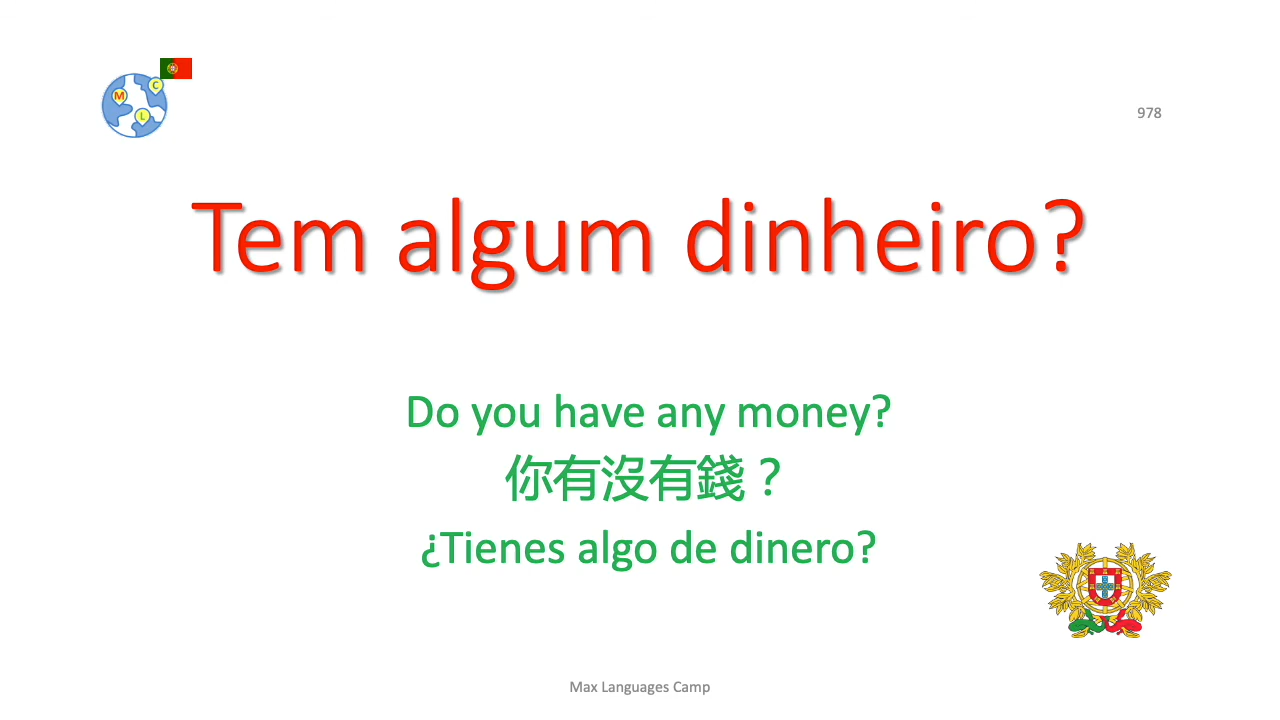 M
C
L
978
Tem algum dinheiro?
Do you have any money?
你有沒有錢？
¿Tienes algo de dinero?
Max Languages Camp